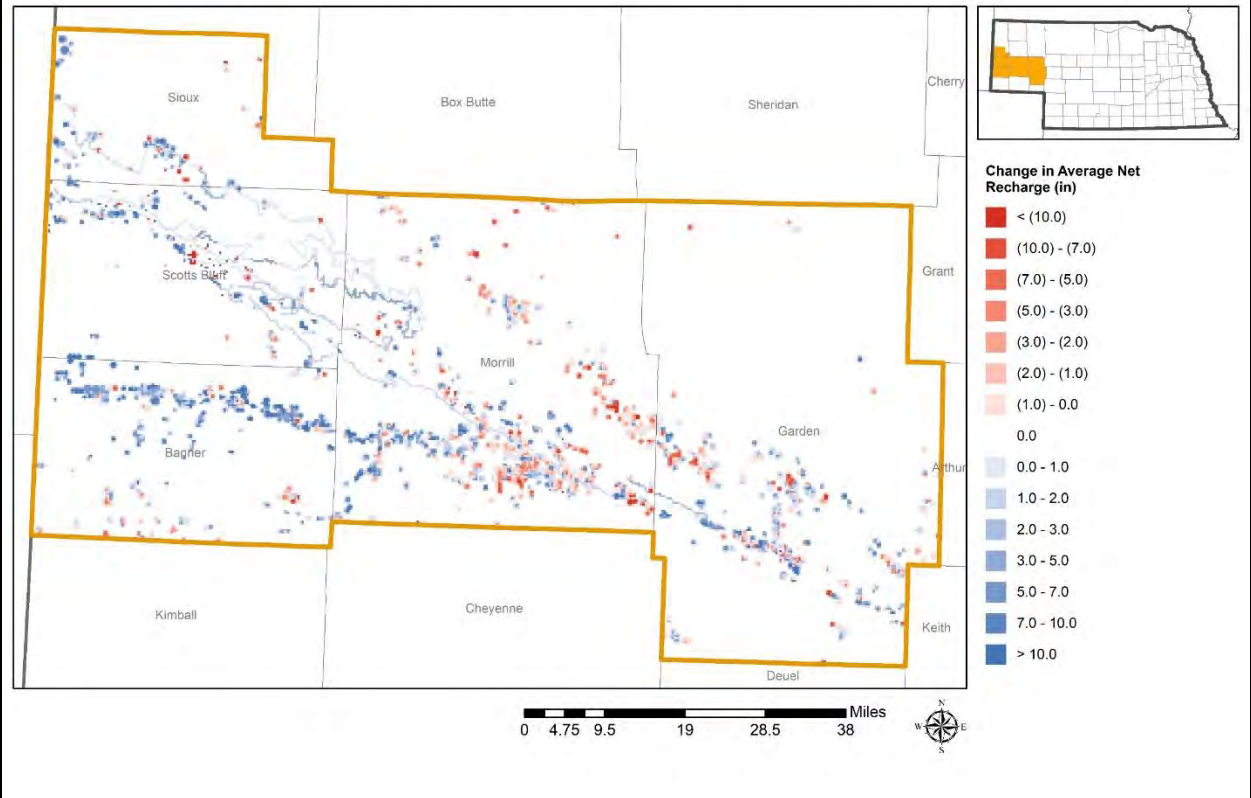 Sioux
Box Butte
Sheridan
Cherry
Grant
Scotts Bluff
Morrill
Garden
Arthur
Bagner
Kimball
Cheyenne
Keith
Deuel
Change in Average Net
Recharge (in)
< (10.0)
(10.0) - (7.0)
(7.0) - (5.0)
(5.0) - (3.0)
(3.0) - (2.0)
(2.0) - (1.0)
(1.0) - 0.0
0.0
0.0 - 1.0
1.0 - 2.0
2.0 - 3.0
3.0 - 5.0
5.0 - 7.0
7.0 - 10.0
> 10.0
Miles
0 4.75 9.5 19 28.5 38
N
W E
S